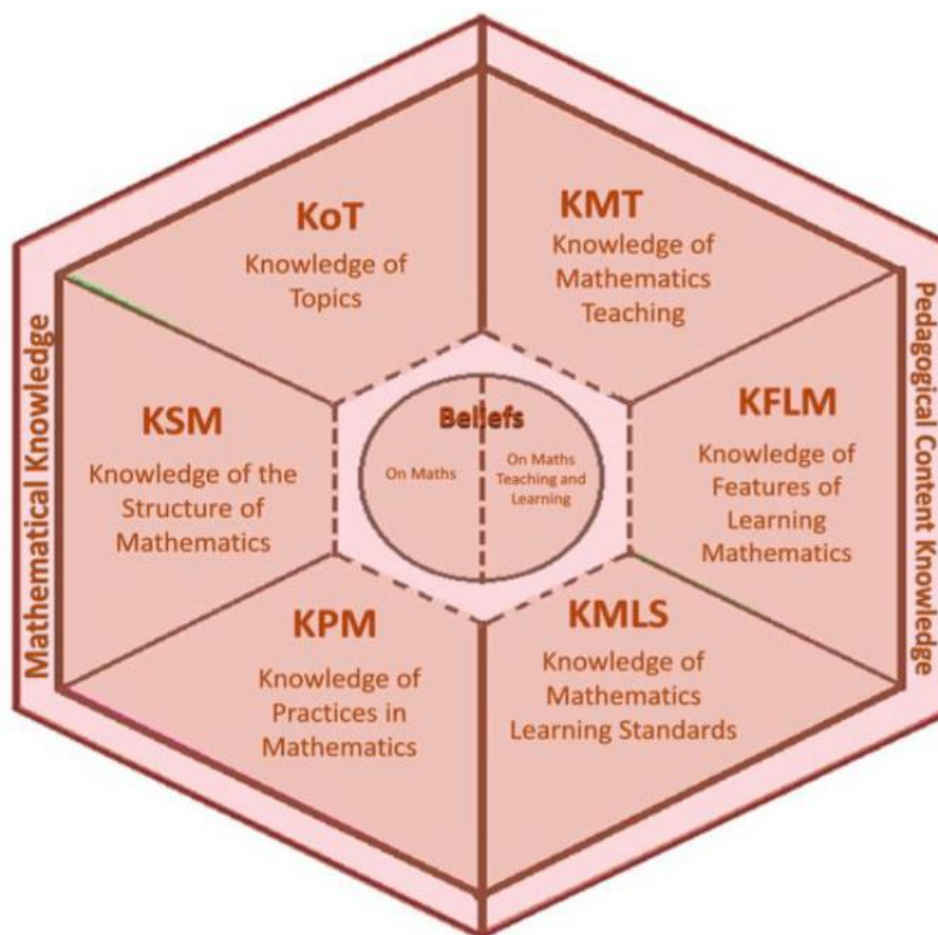 KoT
Knowledge of
Topics
KMT
Knowledge of
Mathematics
Teaching
Mathematical Knowledge
KSM
Knowledge of the
Structure of
Mathematics
Beliefs
On Maths
On Maths
Teaching and
Learning
KFLM
Knowledge of
Features of
Learning
Mathematics
Pedagogical Content Knowledge
KPM
Knowledge of
Practices in
Mathematics
KMLS
Knowledge of
Mathematics
Learning Standards